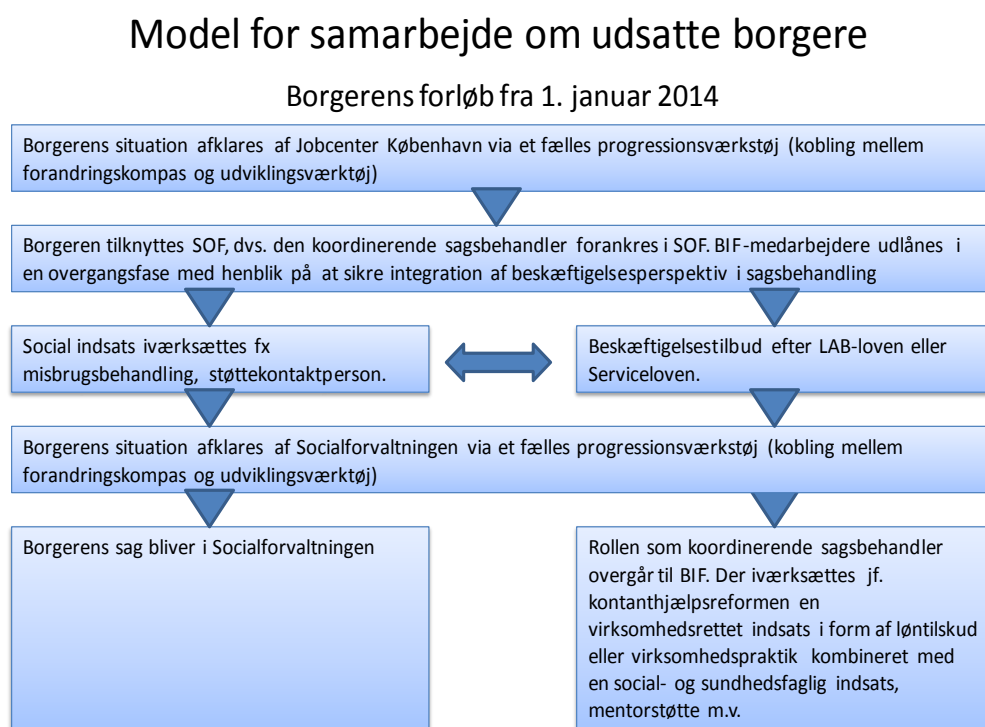 Model for samarbejde om udsatte borgere
Borgerens forløb fra 1. januar 2014
Borgerens situation afklares af Jobcenter København via et fælles progressionsværkstøj (kobling mellem
forandringskompas og udviklingsværktøj)
Borgeren tilknyttes SOF, dvs. den koordinerende sagsbehandler forankres i SOF. BIF-medarbejdere udlånes i
en overgangsfase med henblik på at sikre integration af beskæftigelsesperspektiv i sagsbehandling
Social indsats iværksættes fx
misbrugsbehandling, støttekontaktperson.
Beskæftigelsestilbud efter LAB-loven eller
Serviceloven.
Borgerens situation afklares af Socialforvaltningen via et fælles progressionsværkstøj (kobling mellem
forandringskompas og udviklingsværktøj)
Borgerens sag bliver i Socialforvaltningen
Rollen som koordinerende sagsbehandler
overgår til BIF. Der iværksættes jf.
kontanthjælpsreformen en
virksomhedsrettet indsats i form af løntilskud
eller virksomhedspraktik kombineret med
en social- og sundhedsfaglig indsats,
mentorstøtte m.v.